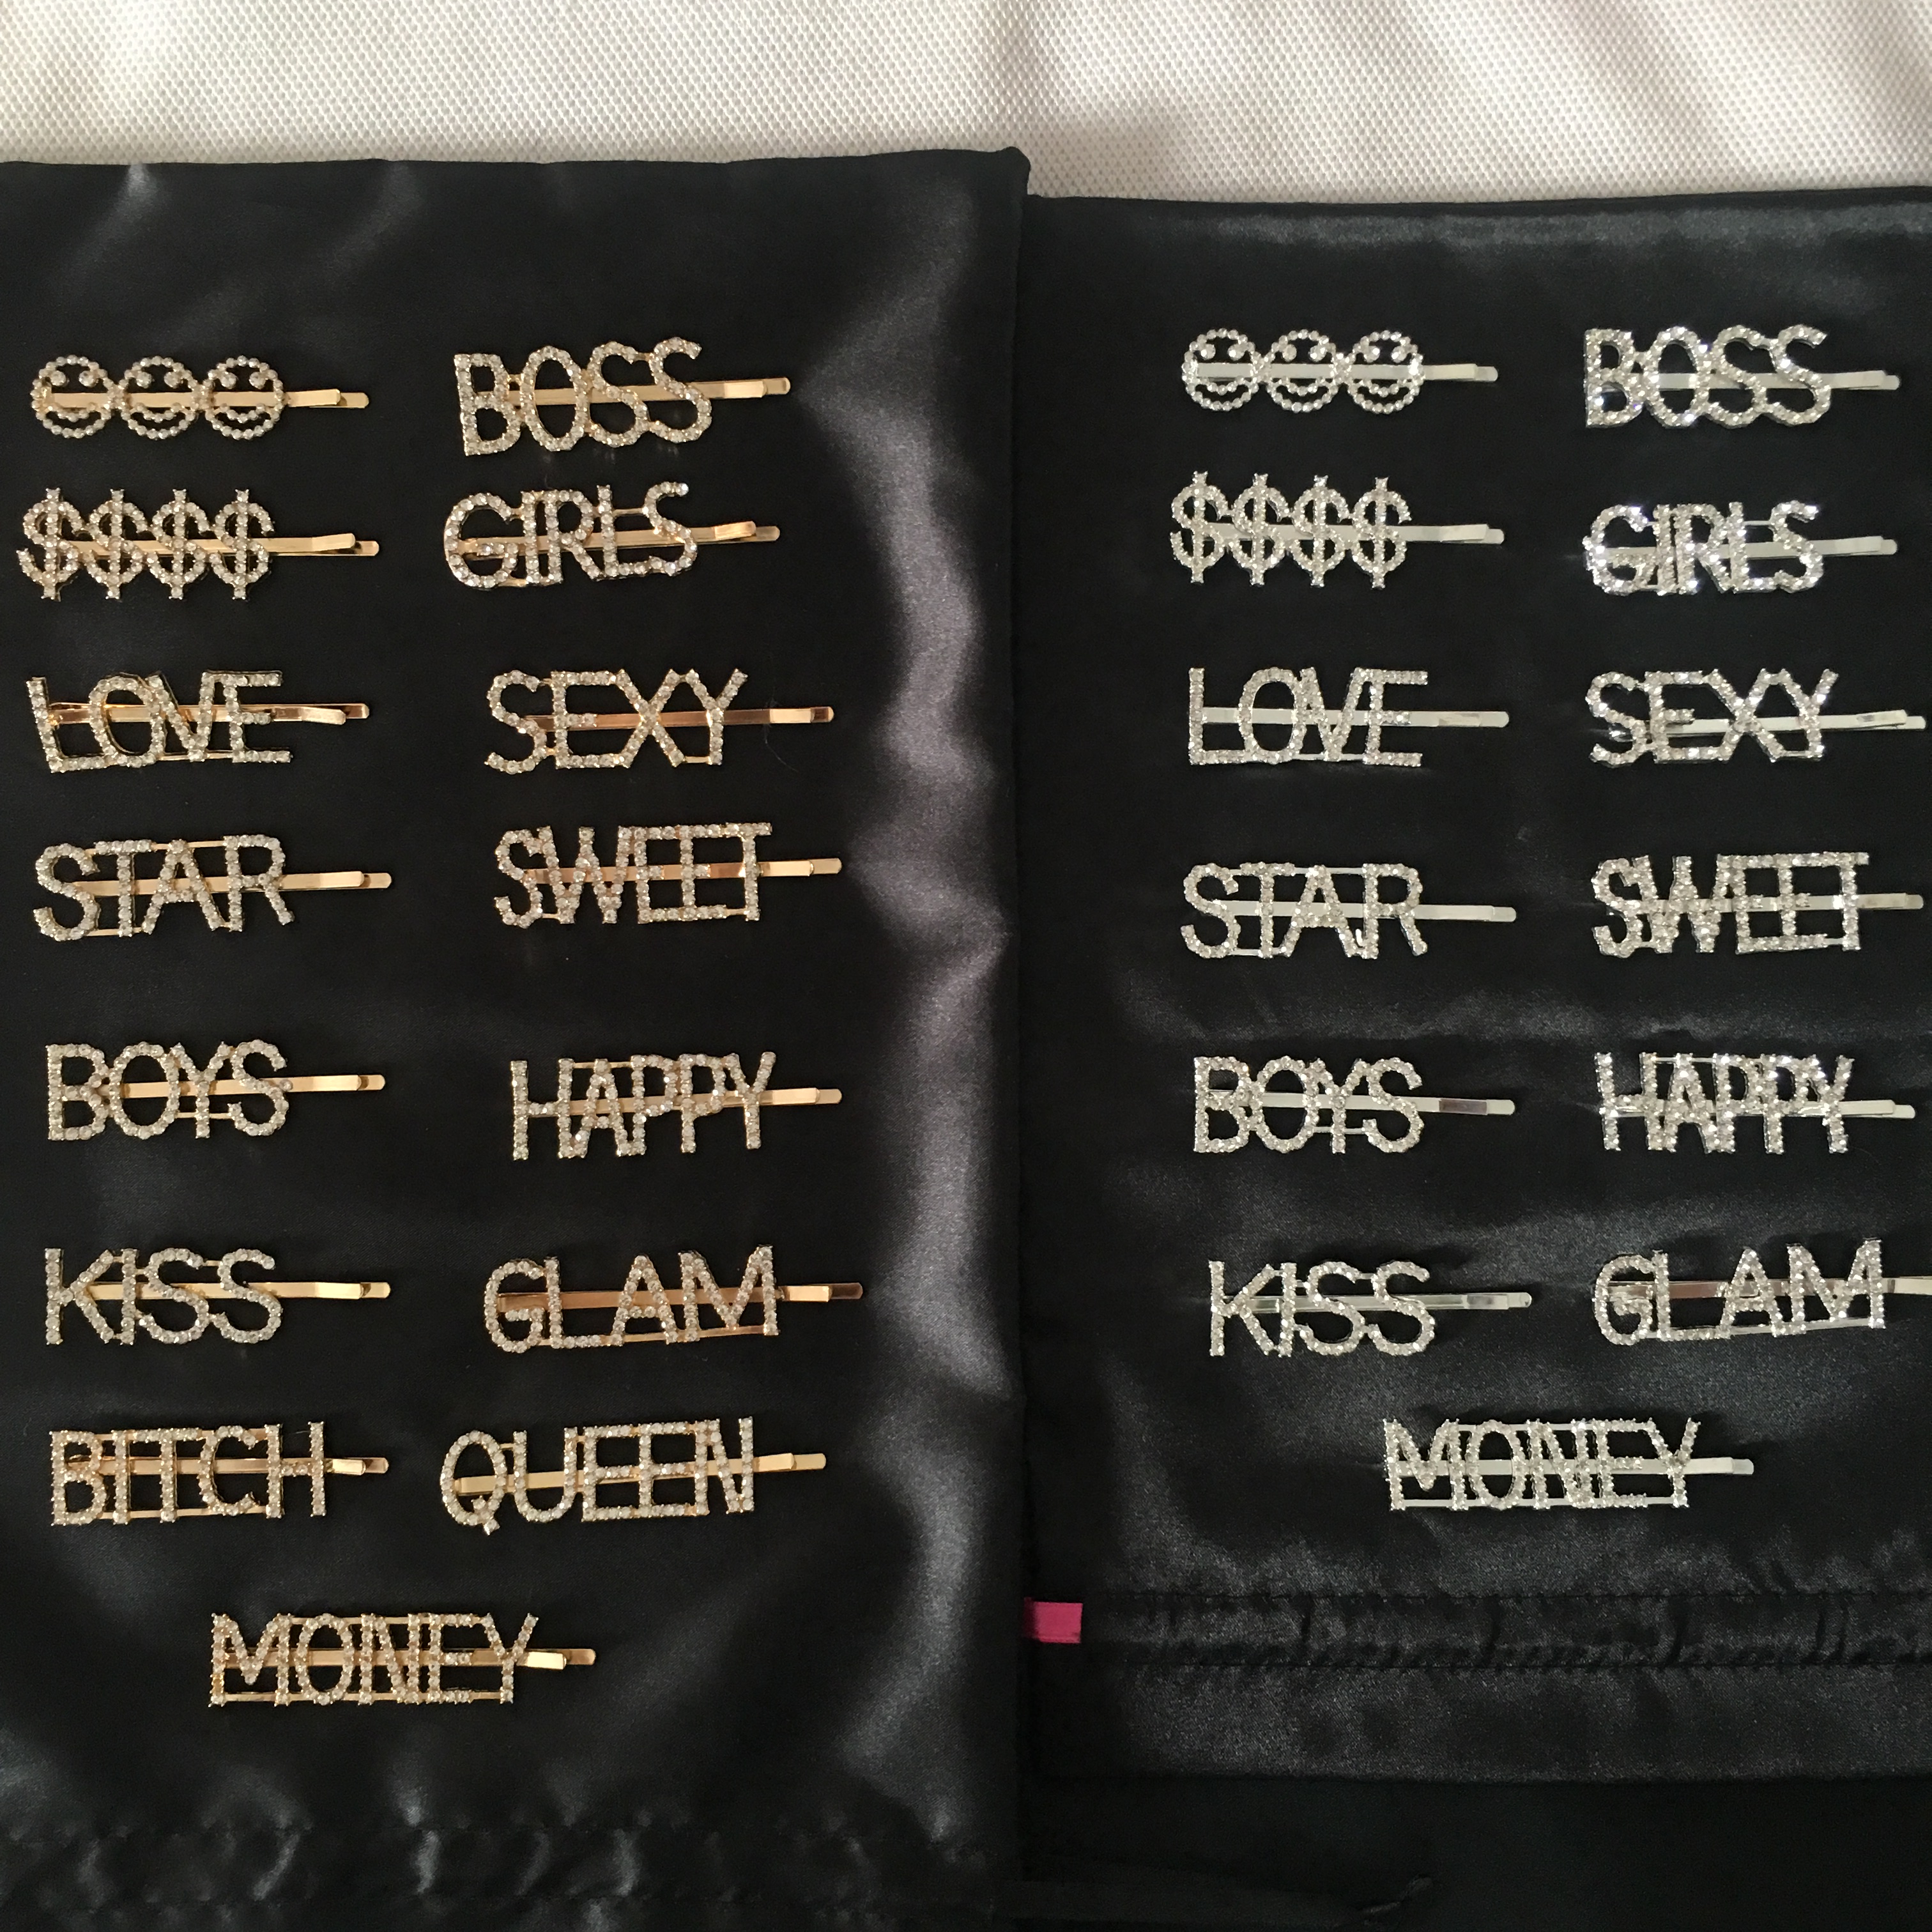 BOSS
$$$$
GIRLS
LOVE
SEXY
STAR
SWEET
BOYS
HAPPY
KISS
GLAM
BITCH
QUEEN
MONEY
BOSS
$$$$
GIRLS
LOVE
SEXY
STAR
SWEET
BOYS
HAPPY
KISS
GLAM
MONEY